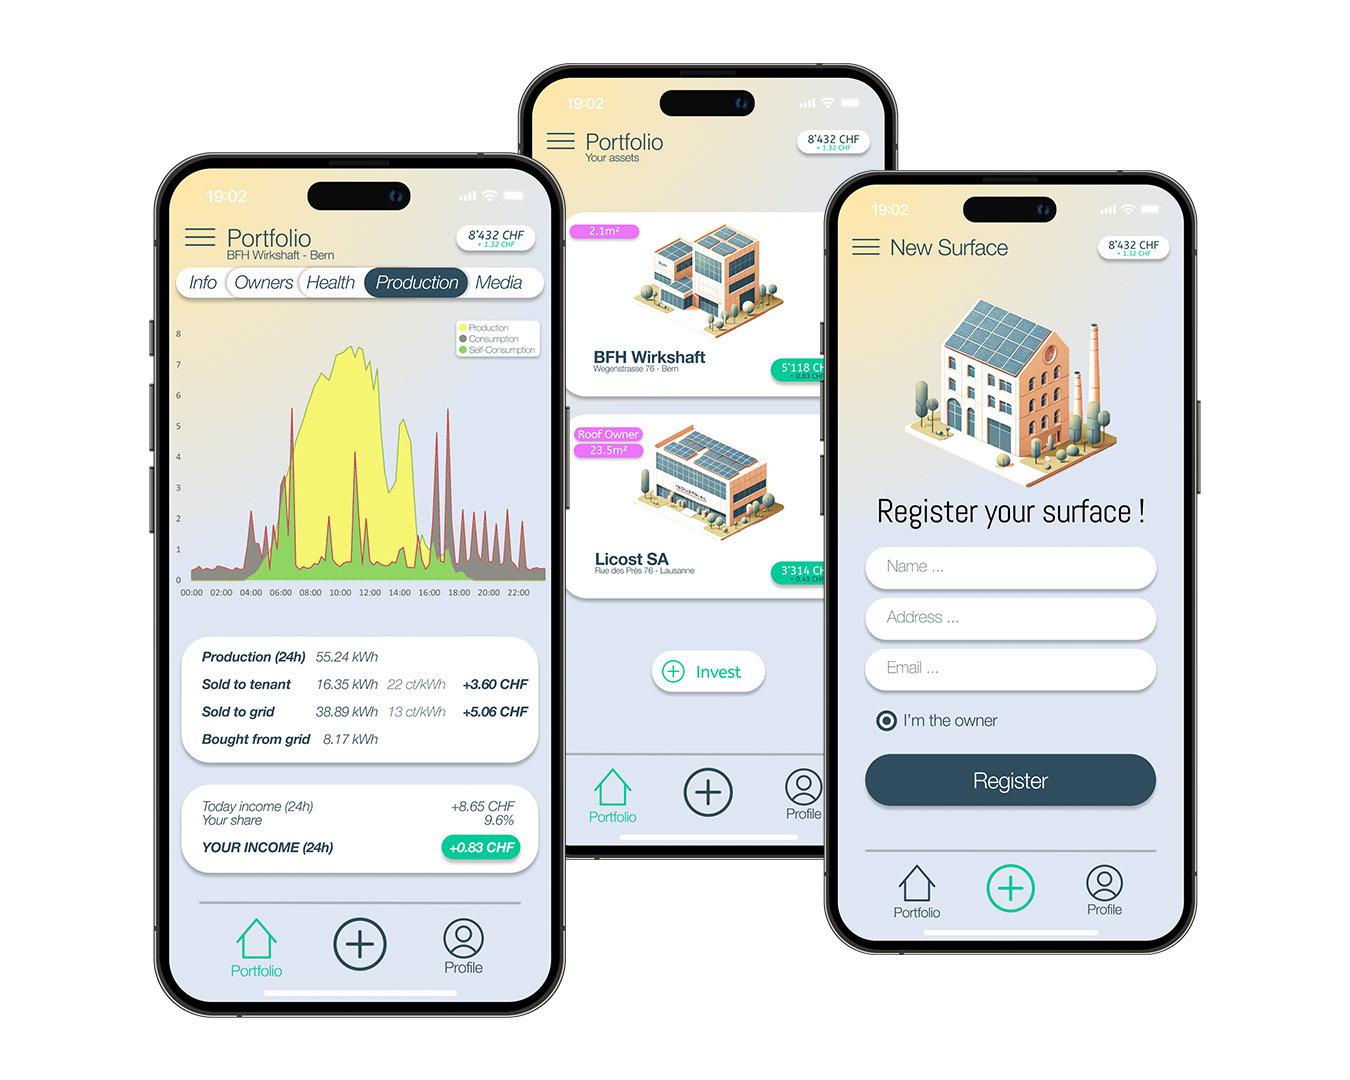 19:02
Portfolio
BFH Wirkshaft - Bern
8'432 CHF
+ 1.32 CHF
Info Owners Health Production Media
Production
Consumption
Self-Consumption
8
7
6
5
4
3
2
1
0
00:00 02:00 04:00 06:00 08:00 10:00 12:00 14:00 16:00 18:00 20:00 22:00
Production (24h) 55.24 kWh
Sold to tenant 16.35 kWh 22 ct/kWh +3.60 CHF
Sold to grid 38.89 kWh 13 ct/kWh +5.06 CHF
Bought from grid 8.17 kWh
Today income (24h) +8.65 CHF
Your share 9.6%
YOUR INCOME (24h) +0.83 CHF
Portfolio
Profile
19:02
Portfolio
Your assets
8'432 CHF
+ 1.32 CHF
2.1m²
BFH Wirkshaft
Wegenstrasse 76 - Bern
5'118 CH
+ 0.83 CHF
Roof Owner
23.5m²
INDUSTRIAL
Licost SA
Rue des Près 76 - Lausanne
3'314 CH
+ 0.49 CHF
Invest
Portfolio
Profile
19:02
New Surface
8'432 CHF
+ 1.32 CHF
Register your surface !
Name ...
Address ...
Email ...
I'm the owner
Register
Portfolio
Profile